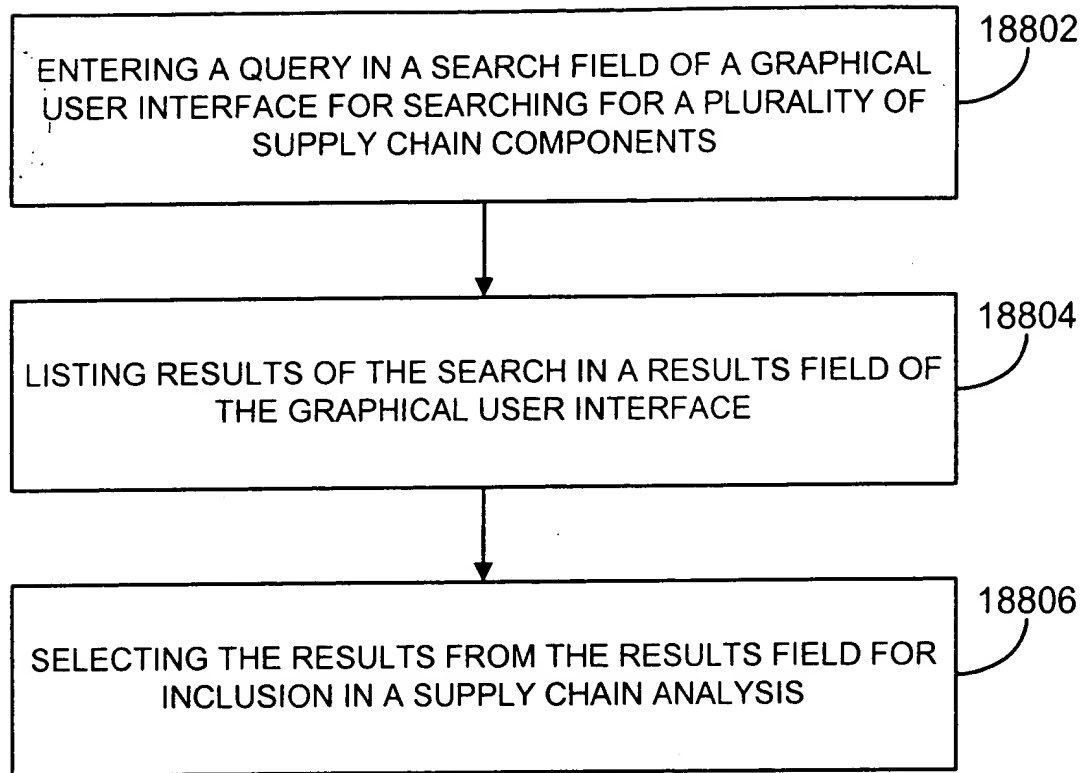 18802
ENTERING A QUERY IN A SEARCH FIELD OF A GRAPHICAL
USER INTERFACE FOR SEARCHING FOR A PLURALITY OF
SUPPLY CHAIN COMPONENTS
18804
LISTING RESULTS OF THE SEARCH IN A RESULTS FIELD OF
THE GRAPHICAL USER INTERFACE
18806
SELECTING THE RESULTS FROM THE RESULTS FIELD FOR
INCLUSION IN A SUPPLY CHAIN ANALYSIS